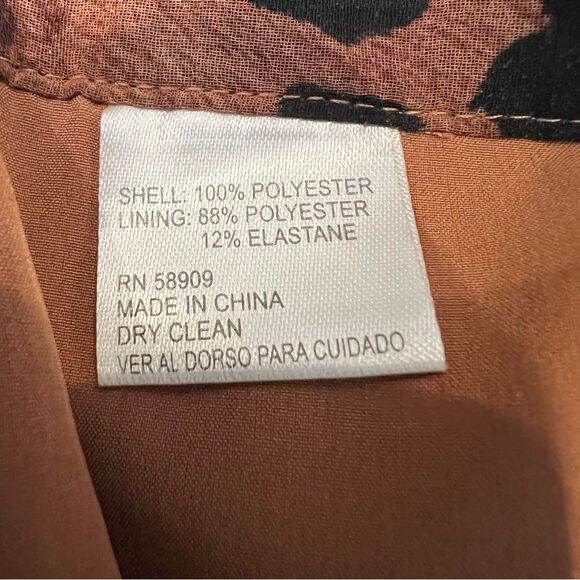 SHELL: 100% POLYESTER
LINING: 88% POLYESTER
12% ELASTANE
RN 58909
MADE IN CHINA
DRY CLEAN
VER AL DORSO PARA CUIDADO